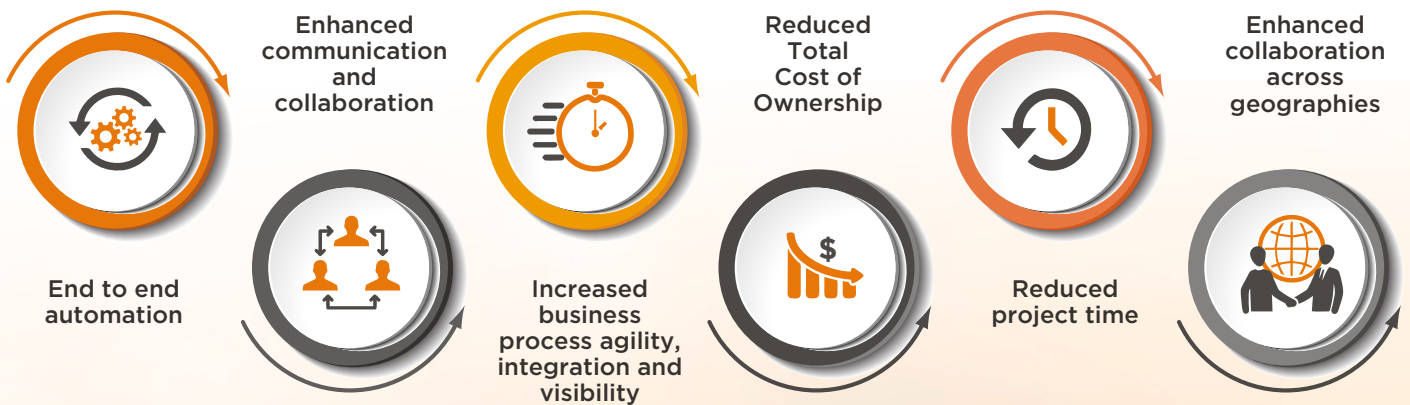 End to end
automation
Enhanced
communication
and
collaboration
Increased
business
process agility,
integration and
visibility
Reduced
Total
Cost of
Ownership
$
Reduced
project time
Enhanced
collaboration
across
geographies